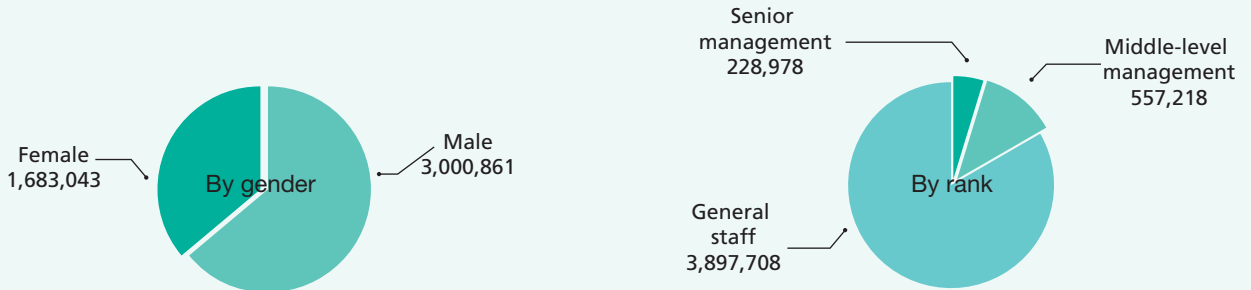 Female
1,683,043
By gender
Male
3,000,861
Senior
management
228,978
Middle-level
management
557,218
By rank
General
staff
3,897,708